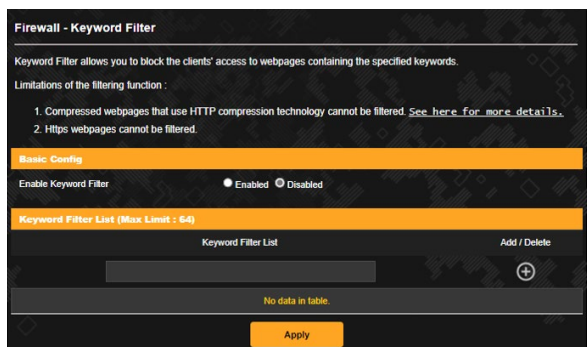 Firewall - Keyword Filter
Keyword Filter allows you to block the clients' access to webpages containing the specified keywords.
Limitations of the filtering function :
1. Compressed webpages that use HTTP compression technology cannot be filtered. See here for more details.
2. Https webpages cannot be filtered.
Basic Config
Enable Keyword Filter Enabled Disabled
Keyword Filter List (Max Limit : 64)
Keyword Filter List Add / Delete
No data in table.
Apply